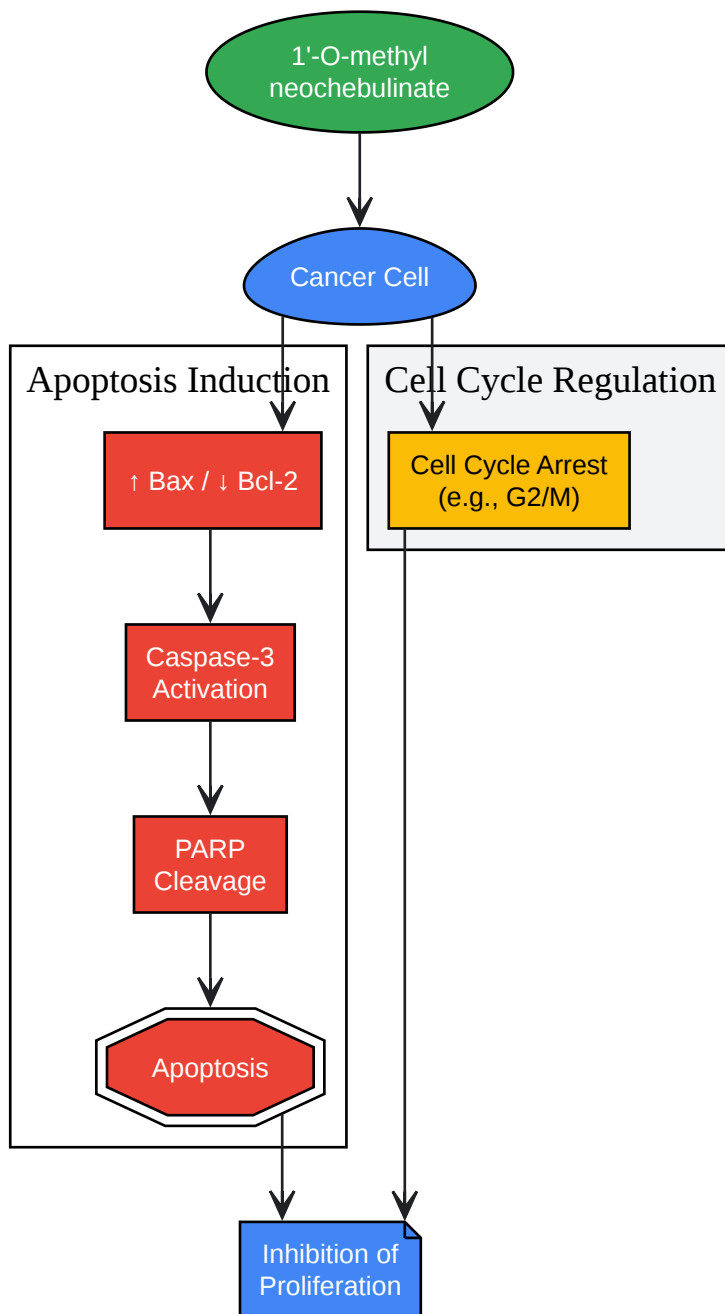 1'-O-methyl
neochebulinate
Cancer Cell
Apoptosis Induction
Cell Cycle Regulation
↑ Bax / ↓ Bcl-2
Cell Cycle Arrest
(e.g., G2/M)
Caspase-3
Activation
PARP
Cleavage
Apoptosis
Inhibition of
Proliferation